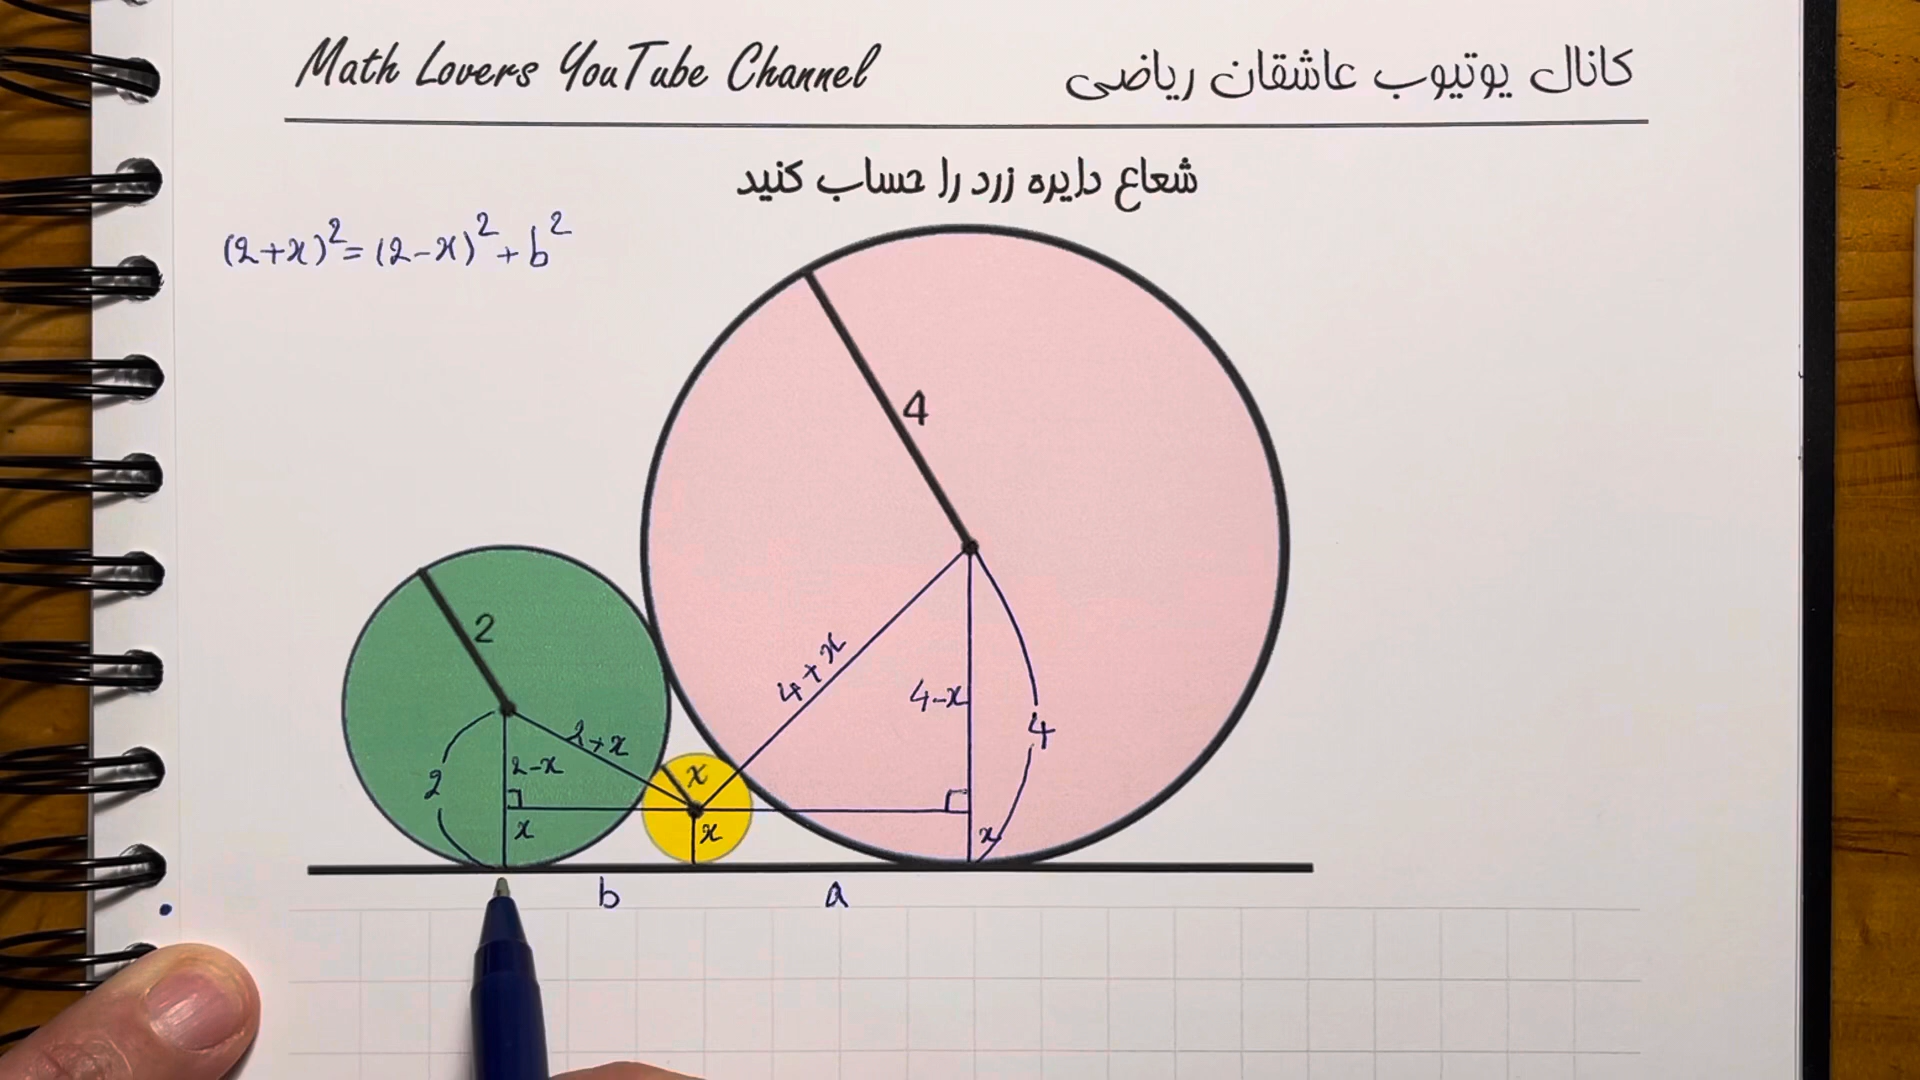 Math Lovers YouTube Channel
کانال یوتیوب عاشقان ریاضی
شعاع دایره زرد را حساب کنید
(2+x)²=(2-x)²+b²
4
2
4+x
4-x
4
2+x
2-x
2
x
x
x
x
b
a